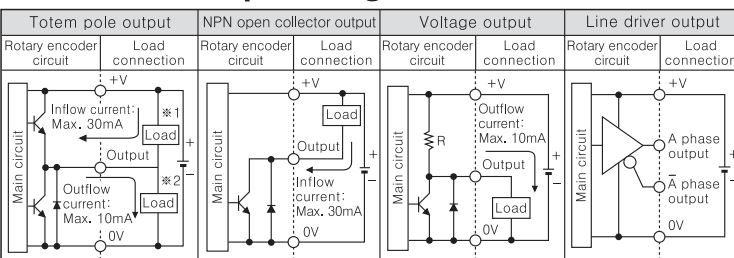 Totem pole output
Rotary encoder circuit
Load connection
Main circuit
+V
Inflow current:
Max. 30mA
※1
Load
+
Output
−
※2
Outflow
current:
Max. 10mA
Load
0V
NPN open collector output
Rotary encoder circuit
Load connection
Main circuit
+V
Load
Output
+
−
Inflow
current:
Max. 30mA
0V
Voltage output
Rotary encoder circuit
Load connection
Main circuit
+V
Outflow
current:
Max. 10mA
R
Output
+
−
Load
0V
Line driver output
Rotary encoder circuit
Load connection
Main circuit
+V
A phase
output
+
−
A̅ phase
output
0V